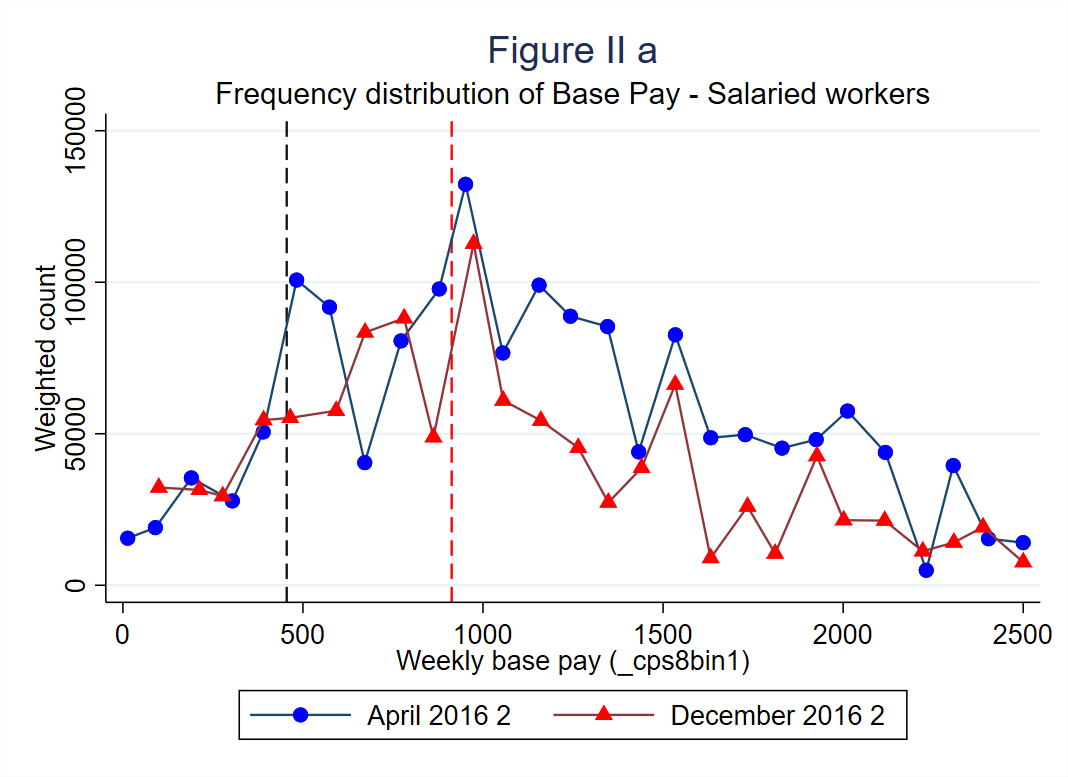 Figure II a
Frequency distribution of Base Pay - Salaried workers
Weighted count
150000
100000
50000
0
0 500 1000 1500 2000 2500
Weekly base pay (_cps8bin1)
April 2016 2 December 2016 2